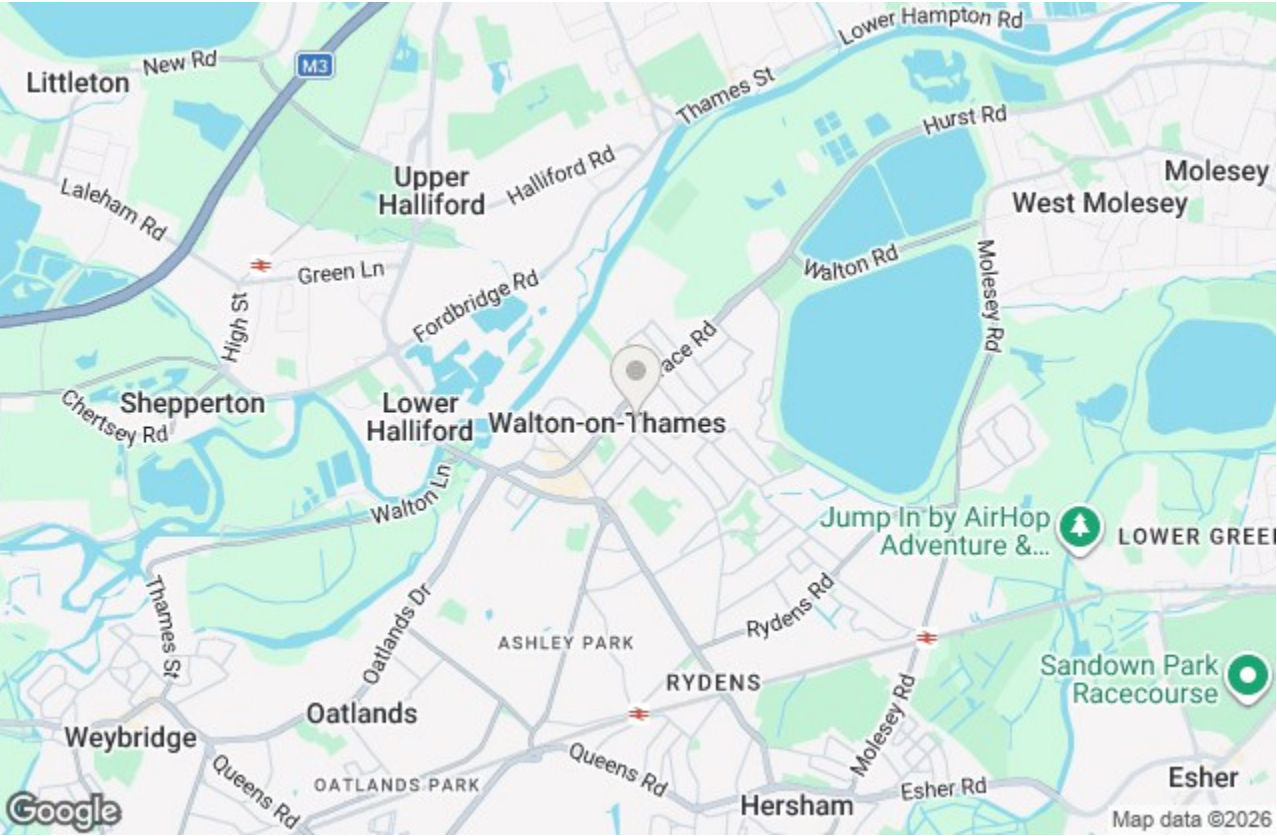 Lower Hampton Rd
New Rd
M3
Littleton
Thames St
Hurst Rd
Upper
Halliford
Halliford Rd
Molesey
West Molesey
Laleham Rd
Green Ln
Walton Rd
Molesey Rd
Fordbridge Rd
High St
race Rd
Shepperton
Chertsey Rd
Lower
Halliford
Walton-on-Thames
Walton Ln
Jump In by AirHop
Adventure &...
LOWER GREE
Thames St
Oatlands Dr
Rydens Rd
ASHLEY PARK
Sandown Park
Racecourse
RYDENS
Oatlands
Molesey Rd
Weybridge
Queens Rd
OATLANDS PARK
Queens Rd
Hersham
Esher Rd
Esher
Google
Map data ©2026